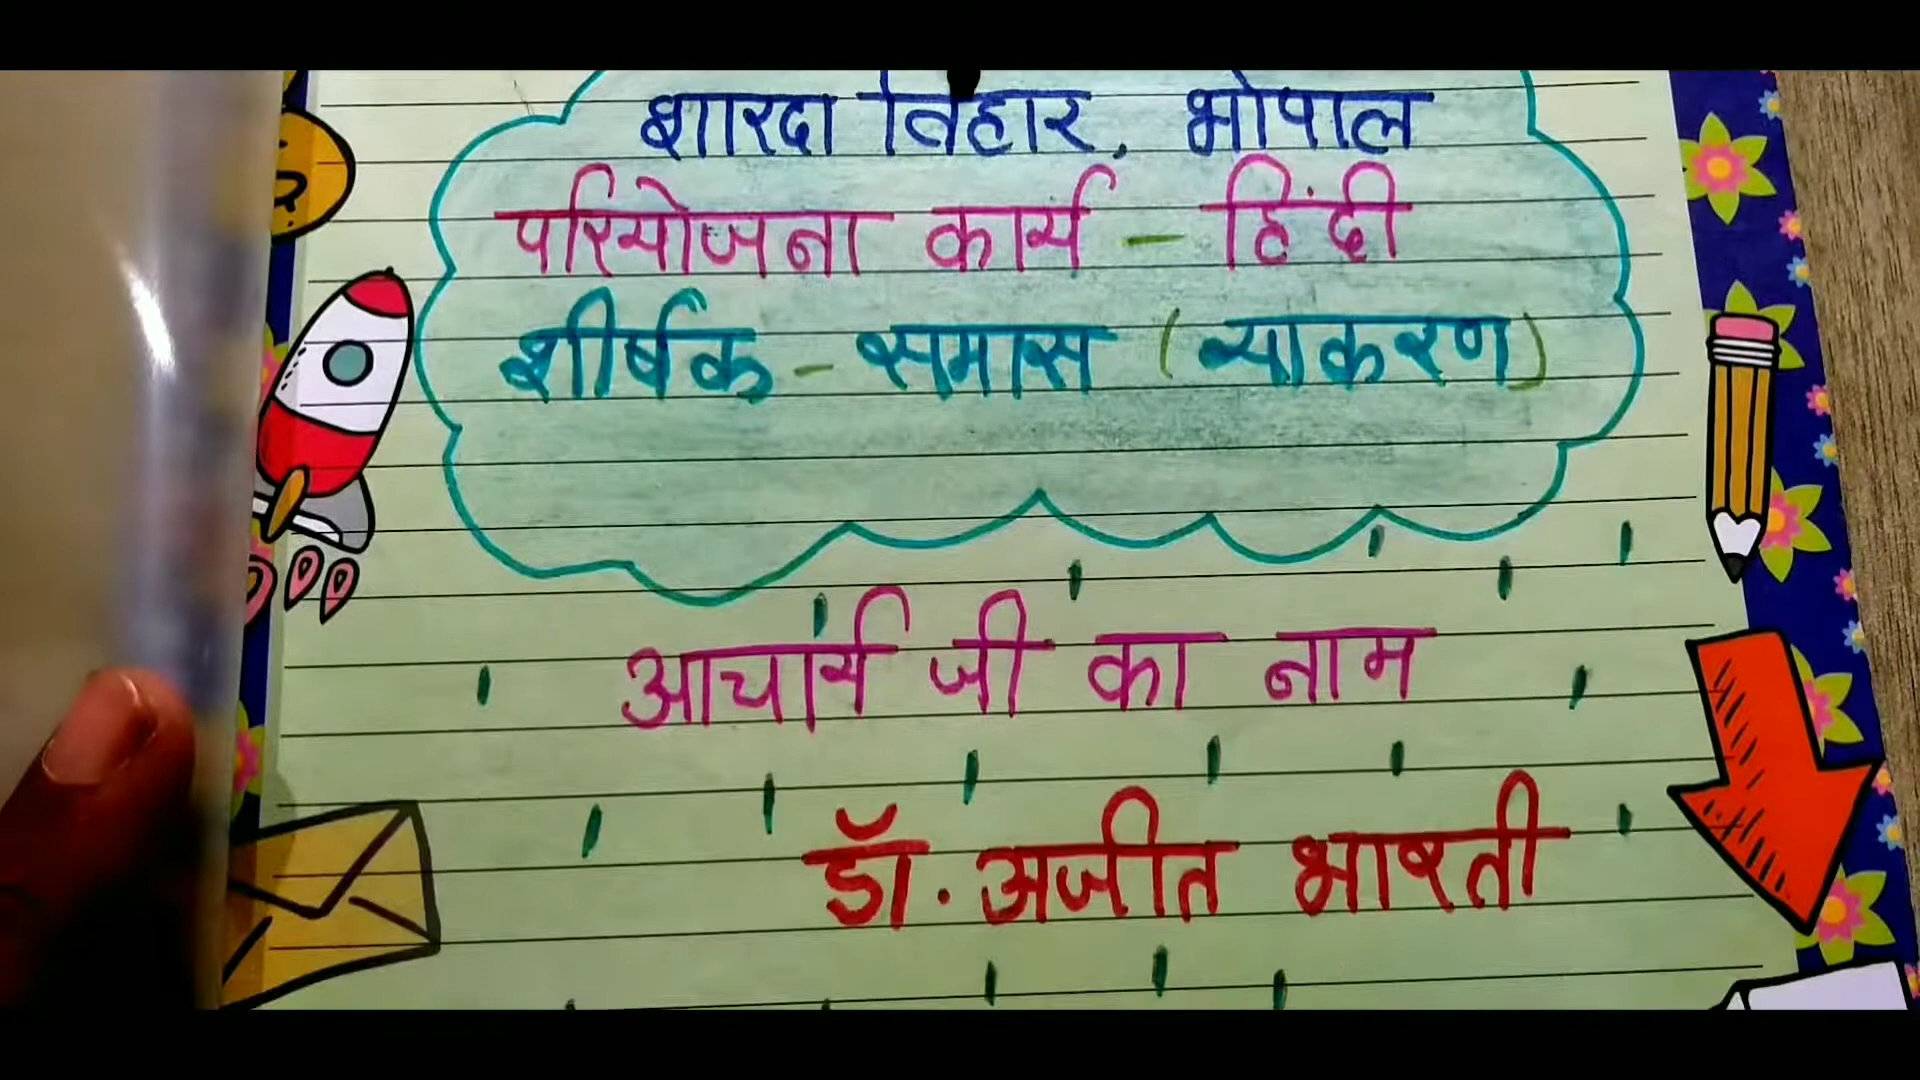 शारदा विहार, भोपाल
परियोजना कार्य - हिंदी
शीर्षक - समास (व्याकरण)
आचार्य जी का नाम
डॉ. अजीत भारती